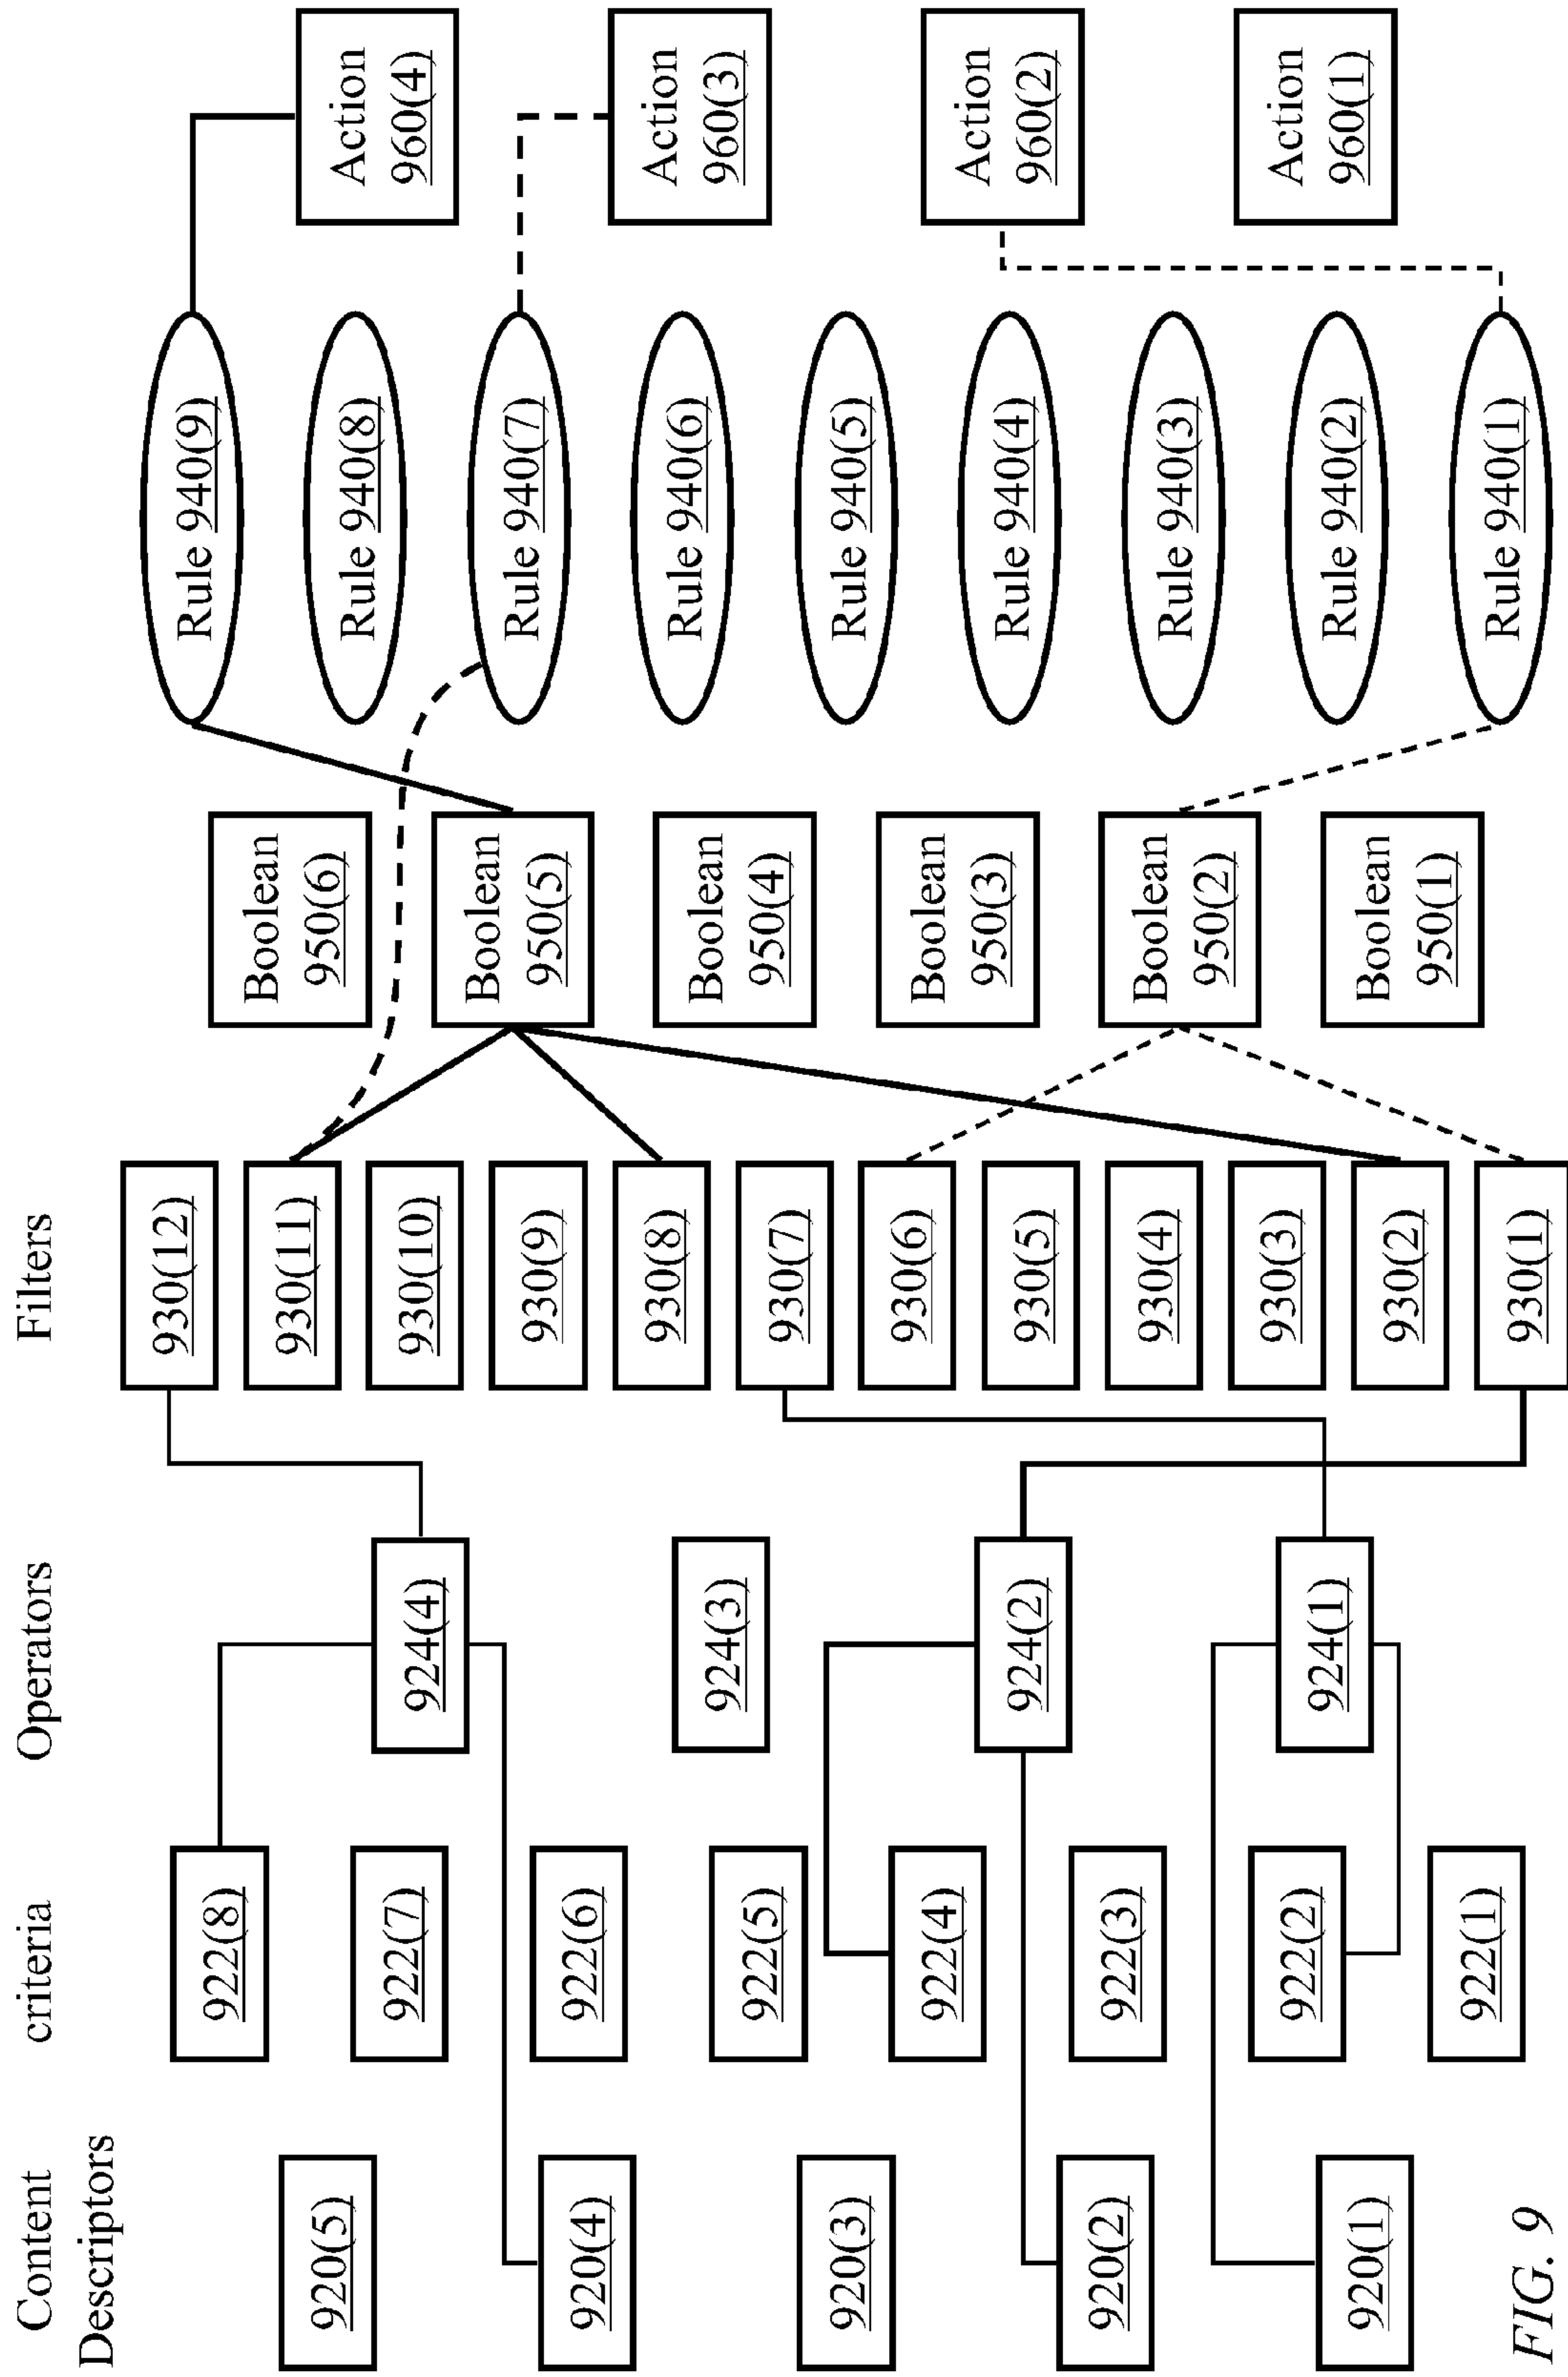 Content
Descriptors
criteria
Operators
Filters
920(5)
920(4)
920(3)
920(2)
920(1)
922(8)
922(7)
922(6)
922(5)
922(4)
922(3)
922(2)
922(1)
924(4)
924(3)
924(2)
924(1)
930(12)
930(11)
930(10)
930(9)
930(8)
930(7)
930(6)
930(5)
930(4)
930(3)
930(2)
930(1)
Boolean
950(6)
Boolean
950(5)
Boolean
950(4)
Boolean
950(3)
Boolean
950(2)
Boolean
950(1)
Rule 940(9)
Rule 940(8)
Rule 940(7)
Rule 940(6)
Rule 940(5)
Rule 940(4)
Rule 940(3)
Rule 940(2)
Rule 940(1)
Action
960(4)
Action
960(3)
Action
960(2)
Action
960(1)
FIG. 9